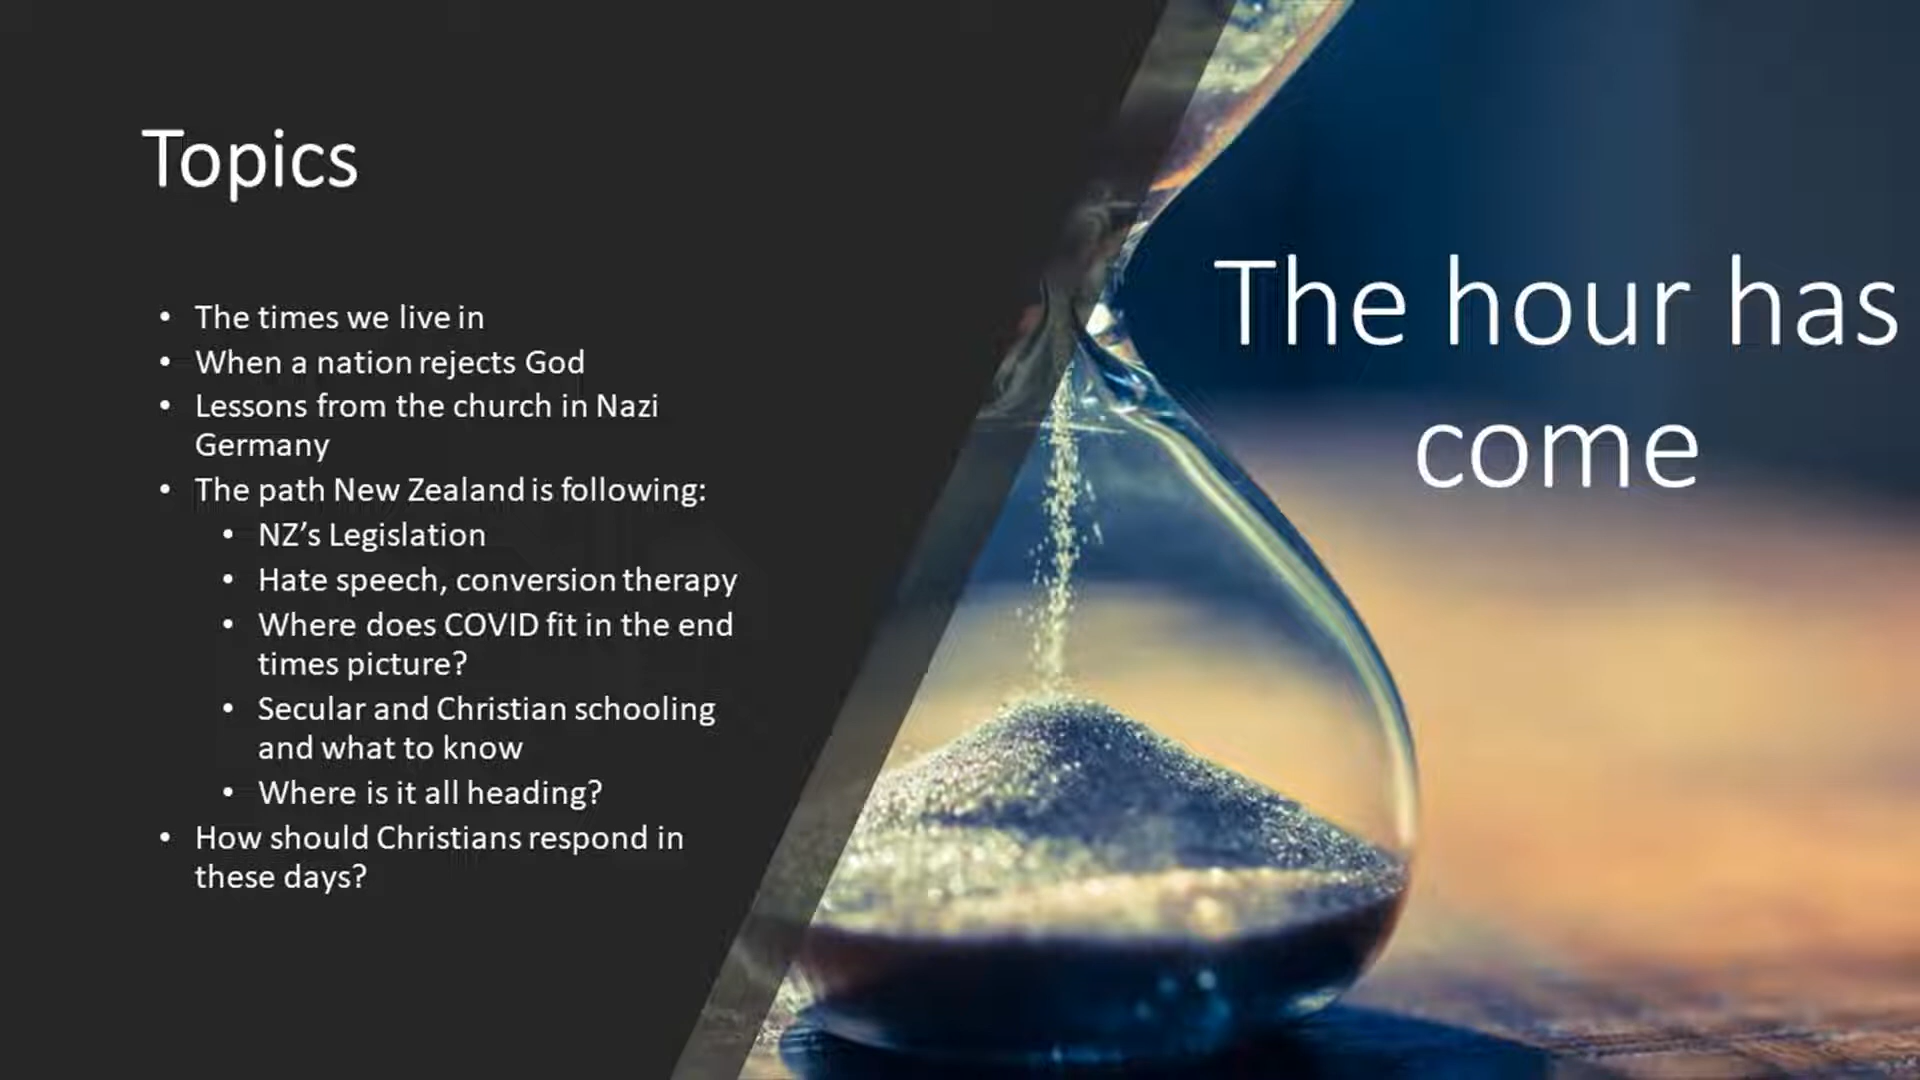 Topics
• The times we live in
• When a nation rejects God
• Lessons from the church in Nazi
Germany
• The path New Zealand is following:
• NZ’s Legislation
• Hate speech, conversion therapy
• Where does COVID fit in the end
times picture?
• Secular and Christian schooling
and what to know
• Where is it all heading?
• How should Christians respond in
these days?
The hour has
come